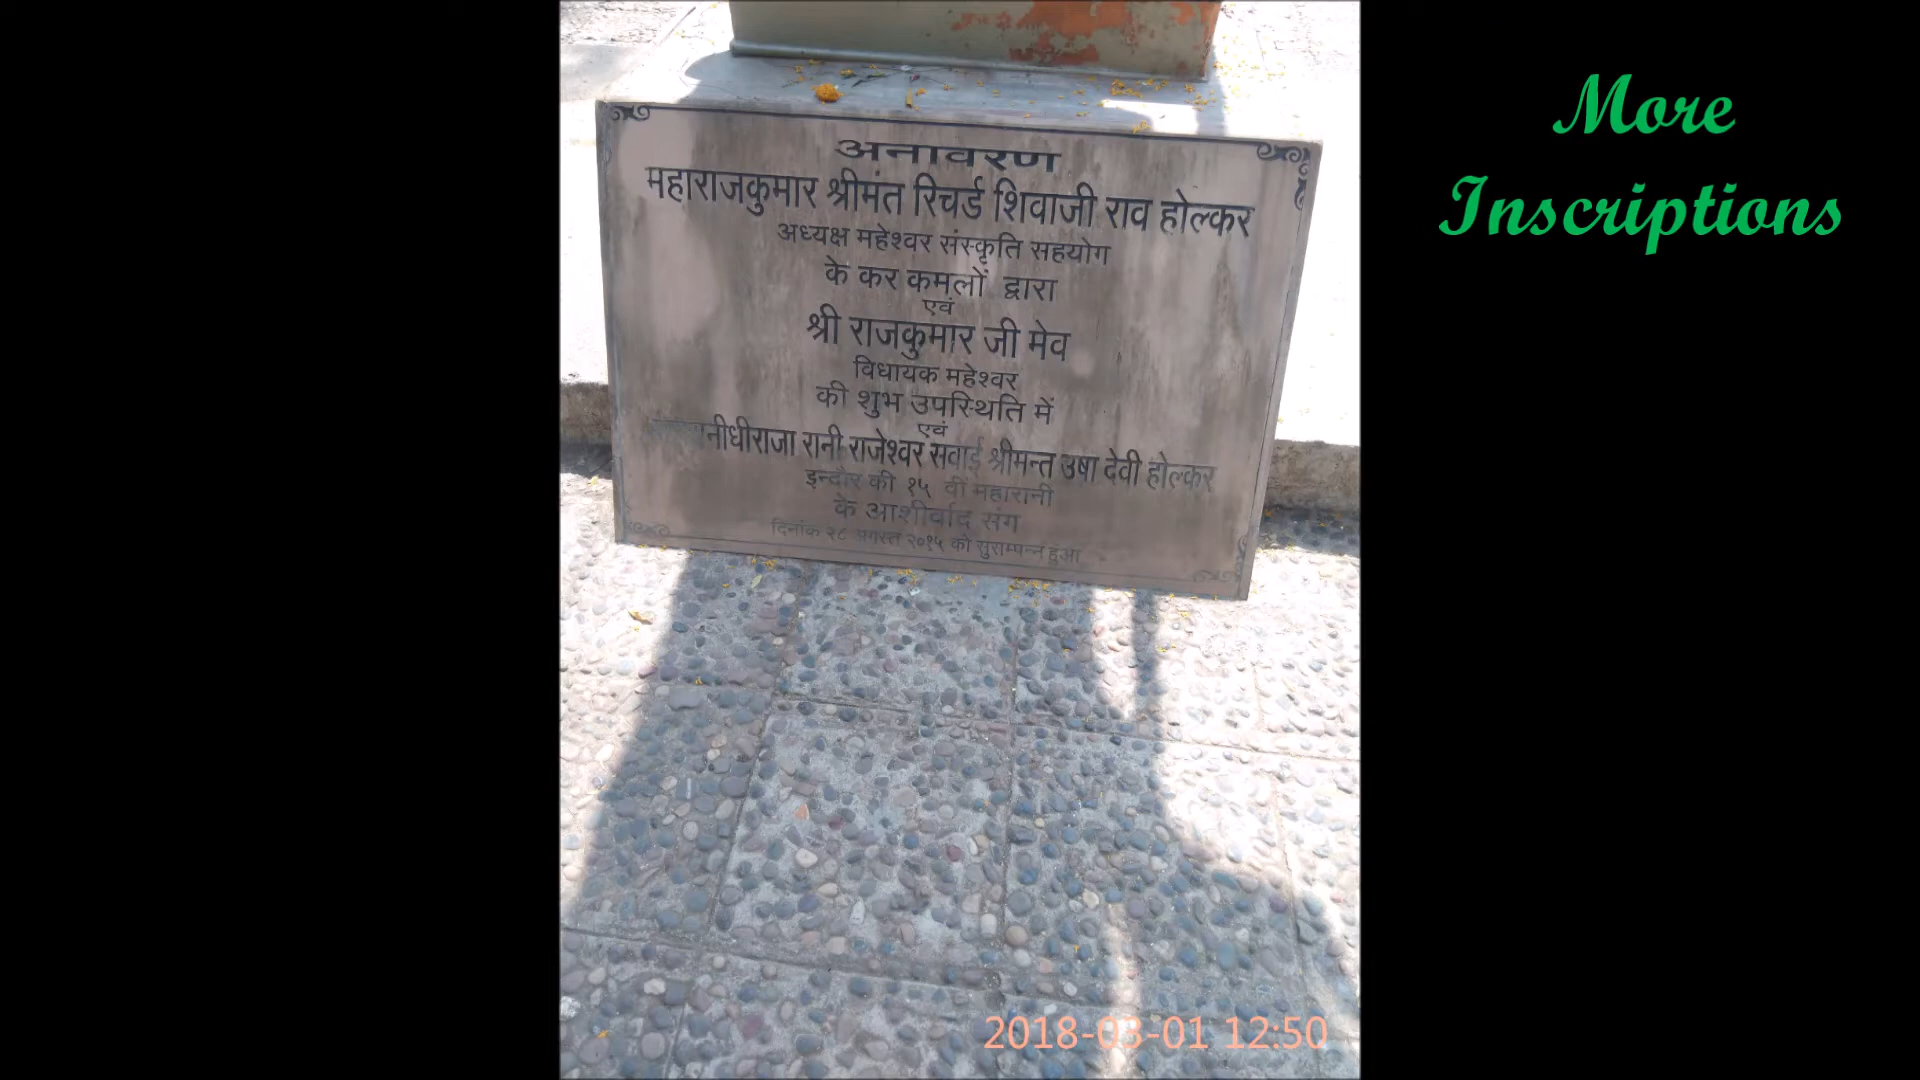 More
Inscriptions
अनावरण
महाराजकुमार श्रीमंत रिचर्ड शिवाजी राव होल्कर
अध्यक्ष महेश्वर संस्कृति सहयोग
के कर कमलों द्वारा
एवं
श्री राजकुमार जी मेव
विधायक महेश्वर
की शुभ उपस्थिति में
एवं
रानी राजेश्वर सवाई श्रीमन्त उषा देवी होल्कर
इन्दौर की १५ वीं महारानी
के आशीर्वाद संग
दिनांक २८ अगस्त २०१५ को सुसम्पन्न हुआ
2018-03-01 12:50